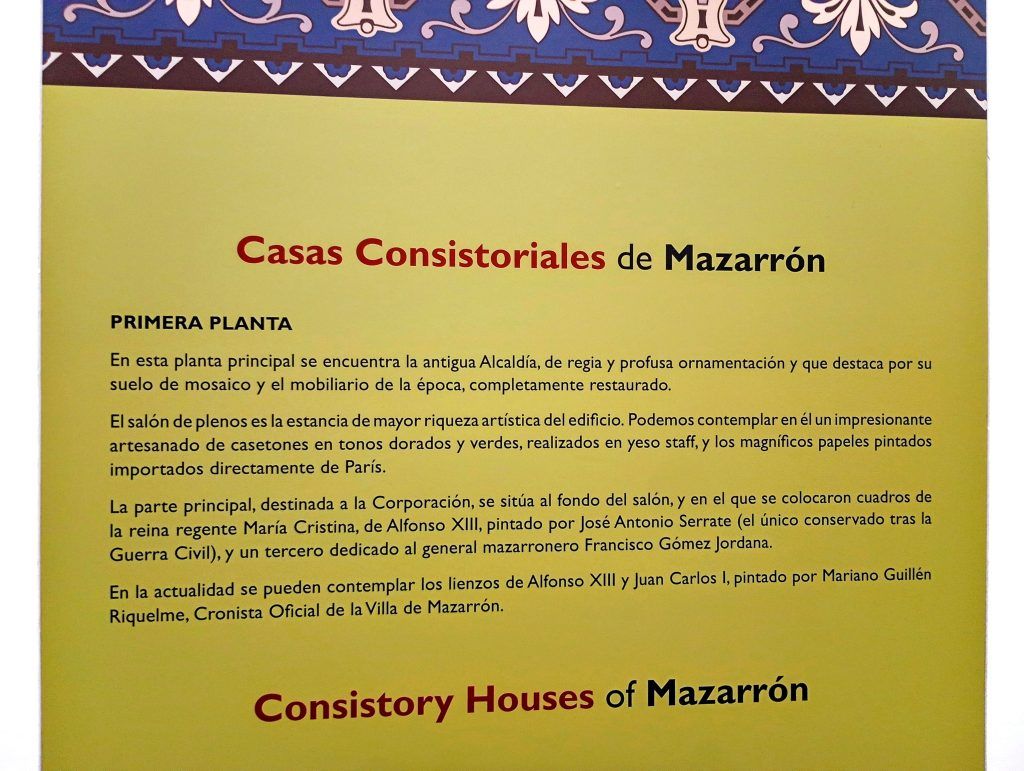 Casas Consistoriales de Mazarrón
PRIMERA PLANTA
En esta planta principal se encuentra la antigua Alcaldía, de regia y profusa ornamentación y que destaca por su
suelo de mosaico y el mobiliario de la época, completamente restaurado.
El salón de plenos es la estancia de mayor riqueza artística del edificio. Podemos contemplar en él un impresionante
artesanado de casetones en tonos dorados y verdes, realizados en yeso staff, y los magníficos papeles pintados
importados directamente de París.
La parte principal, destinada a la Corporación, se sitúa al fondo del salón, y en el que se colocaron cuadros de
la reina regente María Cristina, de Alfonso XIII, pintado por José Antonio Serrate (el único conservado tras la
Guerra Civil), y un tercero dedicado al general mazarronero Francisco Gómez Jordana.
En la actualidad se pueden contemplar los lienzos de Alfonso XIII y Juan Carlos I, pintado por Mariano Guillén
Riquelme, Cronista Oficial de la Villa de Mazarrón.
Consistory Houses of Mazarrón